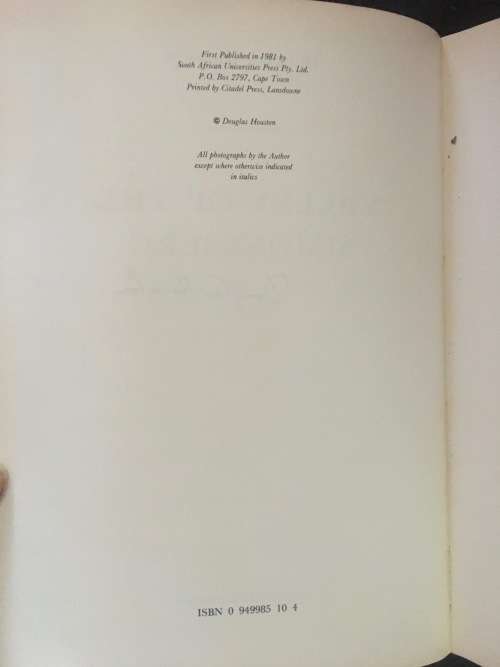 First Published in 1981 by
South African Universities Press Pty. Ltd.
P.O. Box 2797, Cape Town
Printed by Citadel Press, Lansdowne
© Douglas Housten
All photographs by the Author
except where otherwise indicated
in italics
ISBN 0 949985 10 4